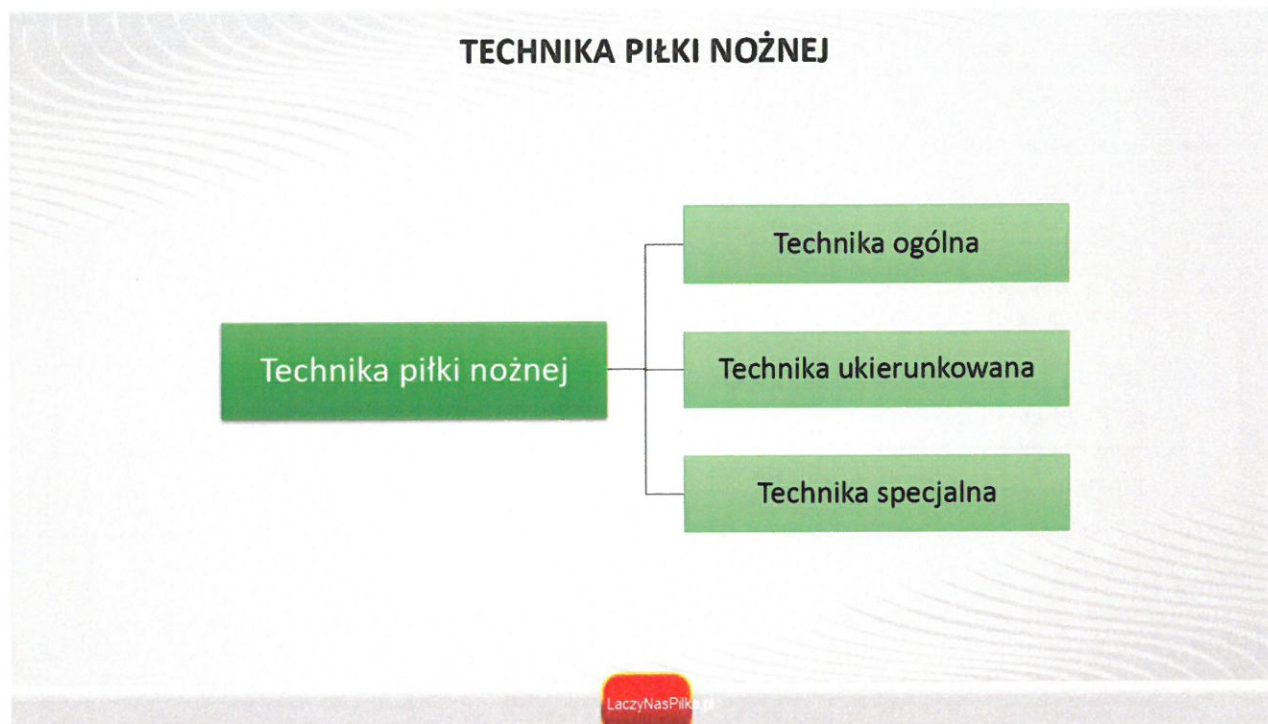 TECHNIKA PIŁKI NOŻNEJ
Technika piłki nożnej
Technika ogólna
Technika ukierunkowana
Technika specjalna
LaczyNasPilka.pl